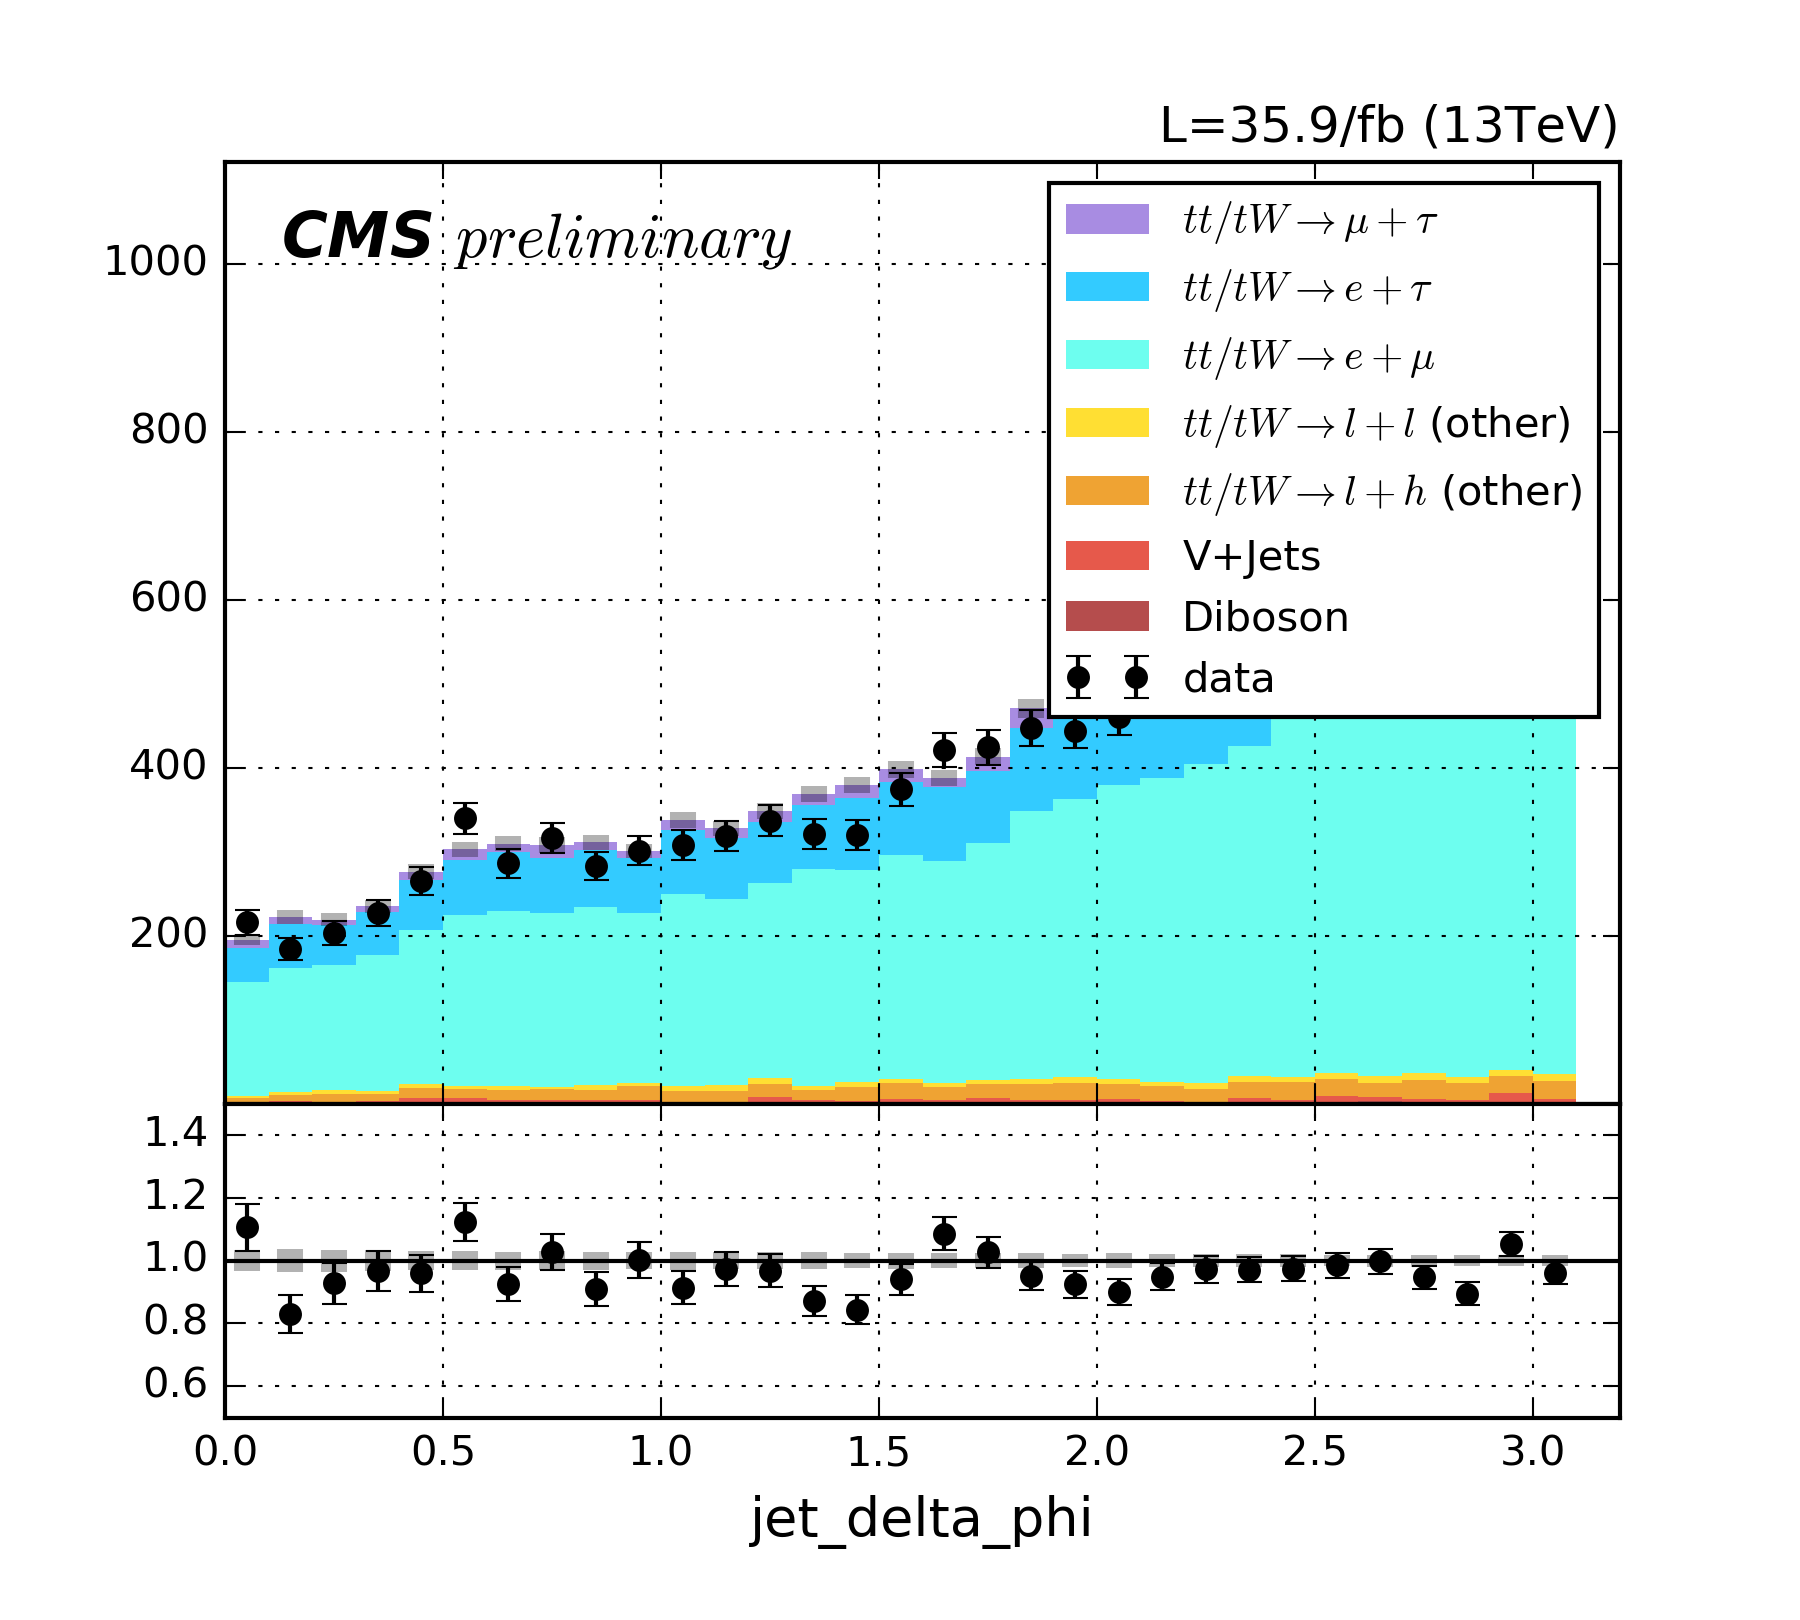 L=35.9/fb (13TeV)
CMS preliminary
1000
800
600
400
200
tt/tW → μ + τ
tt/tW → e + τ
tt/tW → e + μ
tt/tW → l + l (other)
tt/tW → l + h (other)
V+Jets
Diboson
data
1.4
1.2
1.0
0.8
0.6
0.0 0.5 1.0 1.5 2.0 2.5 3.0
jet_delta_phi